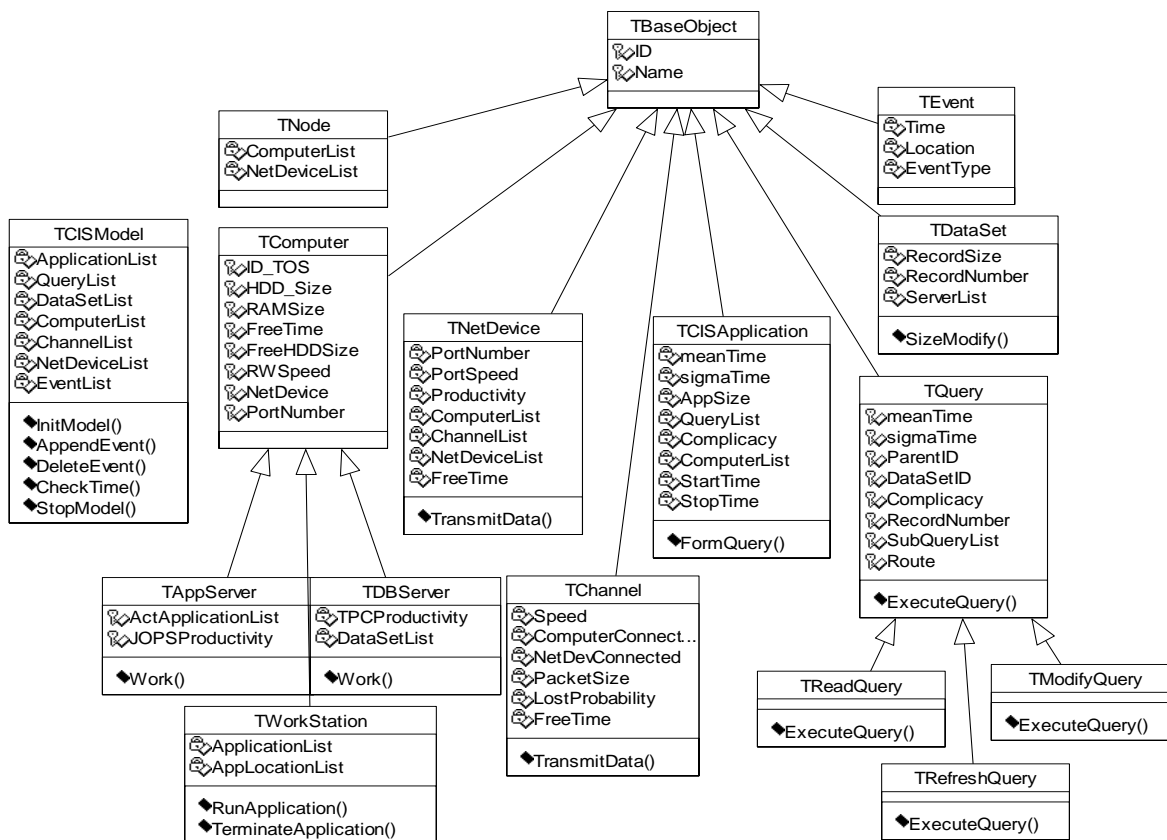 TBaseObject
ID
Name
TNode
ComputerList
NetDeviceList
TEvent
Time
Location
EventType
TCISModel
ApplicationList
QueryList
DataSetList
ComputerList
ChannelList
NetDeviceList
EventList
InitModel()
AppendEvent()
DeleteEvent()
CheckTime()
StopModel()
TComputer
ID_TOS
HDD_Size
RAMSize
FreeTime
FreeHDDSize
RWSpeed
NetDevice
PortNumber
TDataSet
RecordSize
RecordNumber
ServerList
SizeModify()
TNetDevice
PortNumber
PortSpeed
Productivity
ComputerList
ChannelList
NetDeviceList
FreeTime
TransmitData()
TCISApplication
meanTime
sigmaTime
AppSize
QueryList
Complicacy
ComputerList
StartTime
StopTime
FormQuery()
TQuery
meanTime
sigmaTime
ParentID
DataSetID
Complicacy
RecordNumber
SubQueryList
Route
ExecuteQuery()
TAppServer
ActApplicationList
JOPSProductivity
Work()
TDBServer
TPCProductivity
DataSetList
Work()
TChannel
Speed
ComputerConnect...
NetDevConnected
PacketSize
LostProbability
FreeTime
TransmitData()
TWorkStation
ApplicationList
AppLocationList
RunApplication()
TerminateApplication()
TReadQuery
ExecuteQuery()
TModifyQuery
ExecuteQuery()
TRefreshQuery
ExecuteQuery()